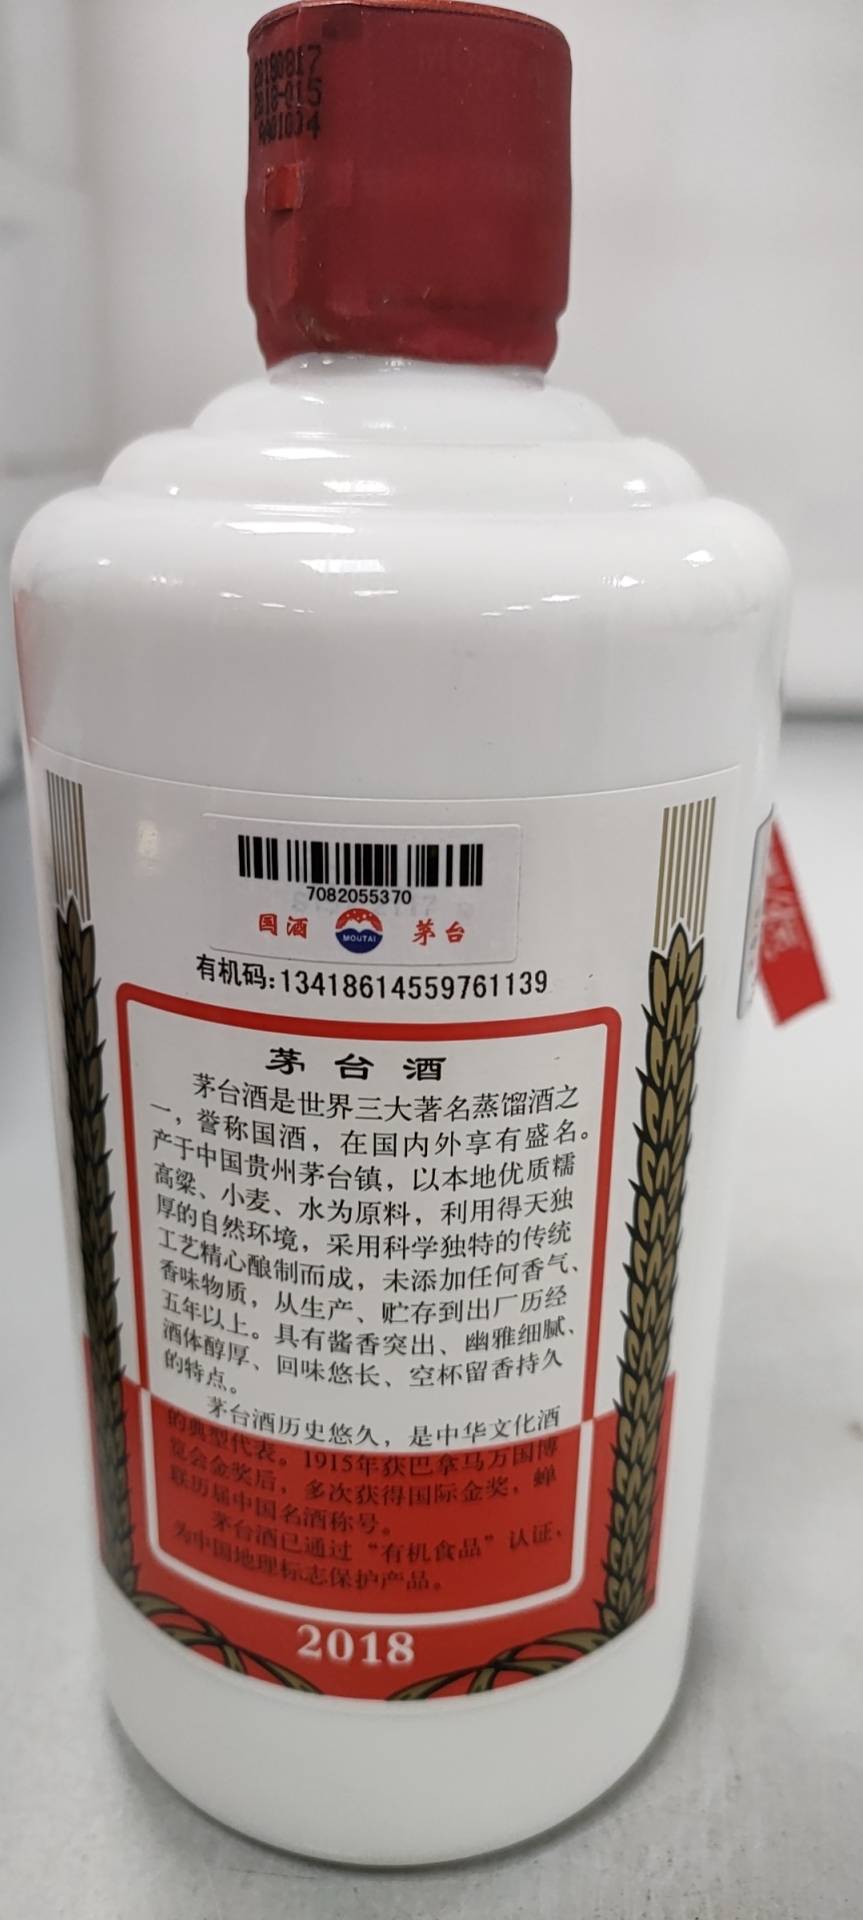 20180817
2018-015
7082055370
国酒 MOUTAI 茅台
有机码:13418614559761139
茅台酒
茅台酒是世界三大著名蒸馏酒之
一，誉称国酒，在国内外享有盛名。
产于中国贵州茅台镇，以本地优质糯
高粱、小麦、水为原料，利用得天独
厚的自然环境，采用科学独特的传统
工艺精心酿制而成，未添加任何香气、
香味物质，从生产、贮存到出厂历经
五年以上。具有酱香突出、幽雅细腻、
酒体醇厚、回味悠长、空杯留香持久
的特点。
茅台酒历史悠久，是中华文化酒
的典型代表。1915年获巴拿马万国博
览会金奖后，多次获得国际金奖，蝉
联历届中国名酒称号。
茅台酒已通过“有机食品”认证、
为中国地理标志保护产品。
2018